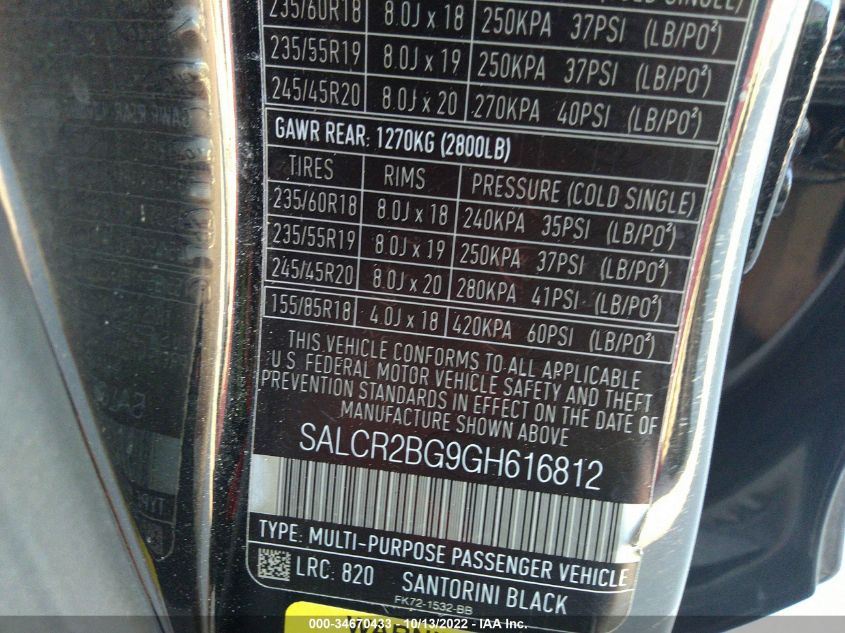 235/60R18 8.0J x 18 250KPA 37PSI (LB/PO²)
235/55R19 8.0J x 19 250KPA 37PSI (LB/PO²)
245/45R20 8.0J x 20 270KPA 40PSI (LB/PO²)
GAWR REAR: 1270KG (2800LB)
TIRES RIMS PRESSURE (COLD SINGLE)
235/60R18 8.0J x 18 240KPA 35PSI (LB/PO²)
235/55R19 8.0J x 19 250KPA 37PSI (LB/PO²)
245/45R20 8.0J x 20 280KPA 41PSI (LB/PO²)
155/85R18 4.0J x 18 420KPA 60PSI (LB/PO²)
THIS VEHICLE CONFORMS TO ALL APPLICABLE
U.S. FEDERAL MOTOR VEHICLE SAFETY AND THEFT
PREVENTION STANDARDS IN EFFECT ON THE DATE OF
MANUFACTURE SHOWN ABOVE
SALCR2BG9GH616812
TYPE: MULTI-PURPOSE PASSENGER VEHICLE
LRC: 820 SANTORINI BLACK
FK72-1532-BB
000-34670433 - 10/13/2022 - www.iaai.com